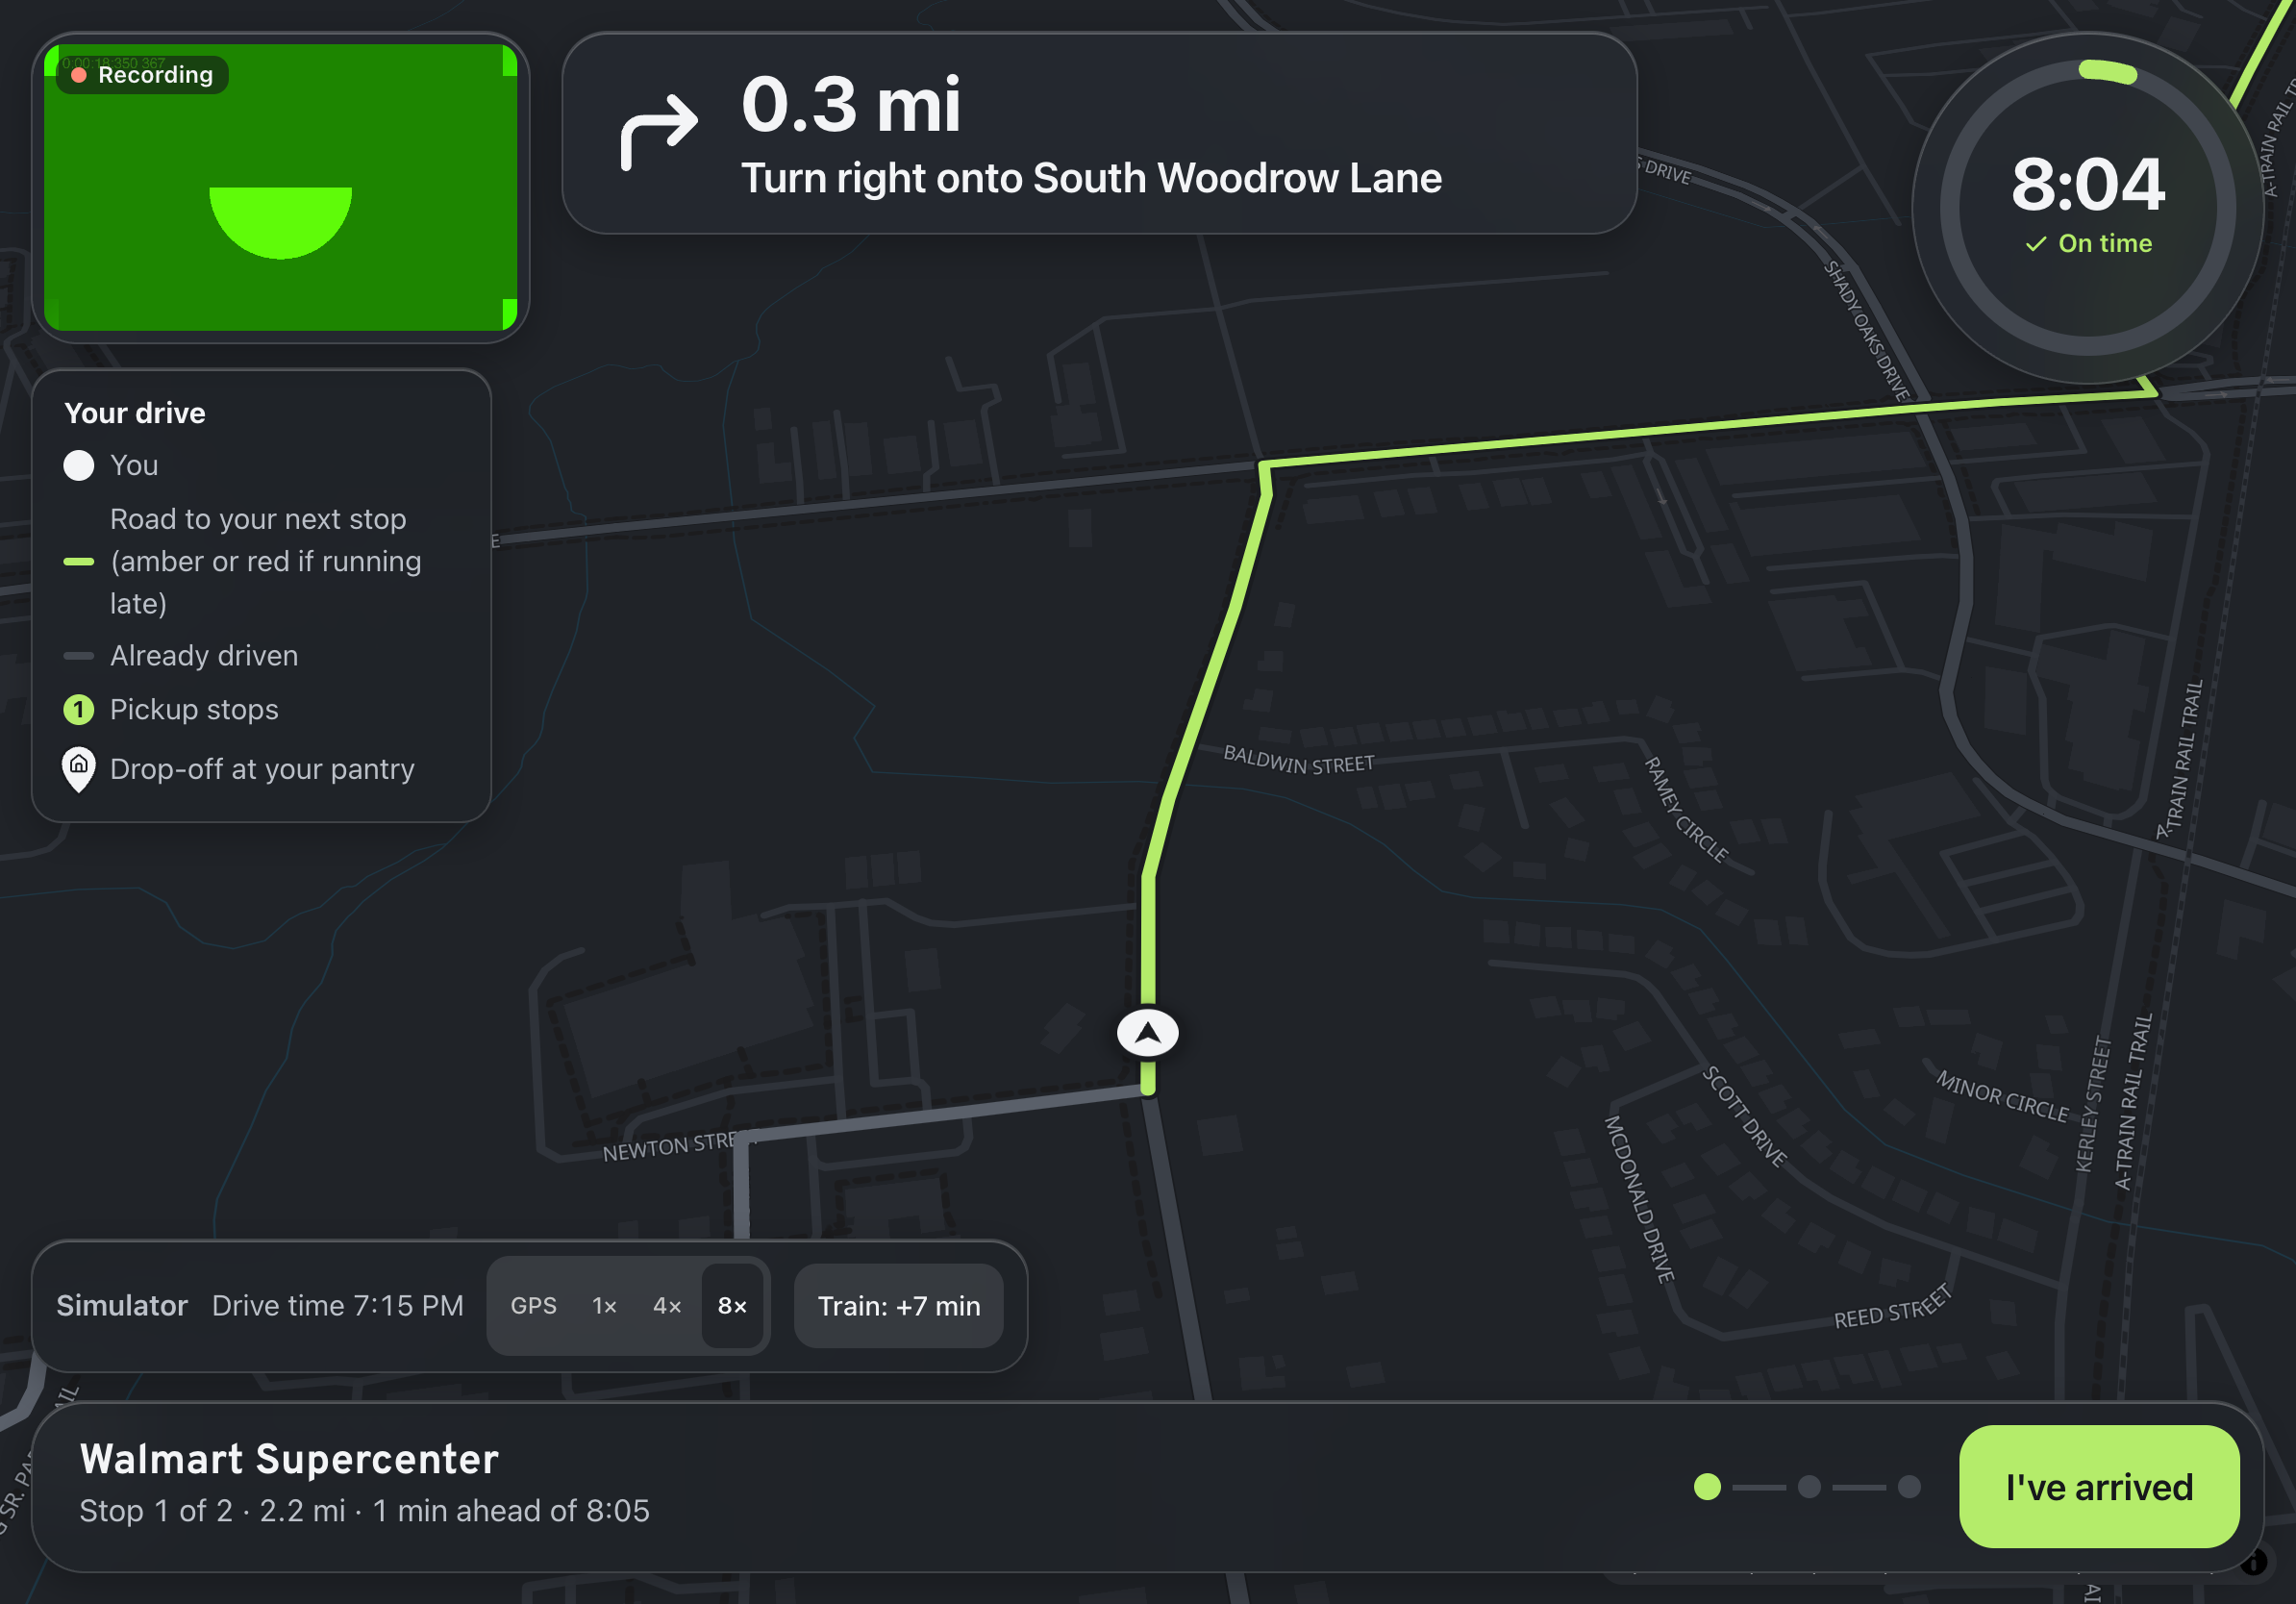 Recording
0.3 mi
Turn right onto South Woodrow Lane
8:04
On time
Your drive
You
Road to your next stop
(amber or red if running
late)
Already driven
1
Pickup stops
Drop-off at your pantry
DRIVE
SHADY OAKS DRIVE
A-TRAIN RAIL
BALDWIN STREET
RAMEY CIRCLE
A-TRAIN RAIL TRAIL
NEWTON STREET
SCOTT DRIVE
MCDONALD DRIVE
MINOR CIRCLE
KERLEY STREET
A-TRAIN RAIL TRAIL
REED STREET
Simulator
Drive time 7:15 PM
GPS
1×
4×
8×
Train: +7 min
Walmart Supercenter
Stop 1 of 2 · 2.2 mi · 1 min ahead of 8:05
I've arrived